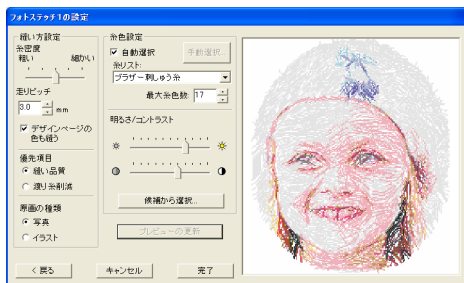 フォトステッチ1の設定
縫い方設定
糸密度
粗い 細かい
走りピッチ
3.0 mm
デザインページの
色も縫う
優先項目
縫い品質
渡り糸削減
原画の種類
写真
イラスト
糸色設定
自動選択 手動選択...
糸リスト:
ブラザー刺しゅう糸
最大糸色数: 17
明るさ/コントラスト
候補から選択...
プレビューの更新
< 戻る キャンセル 完了